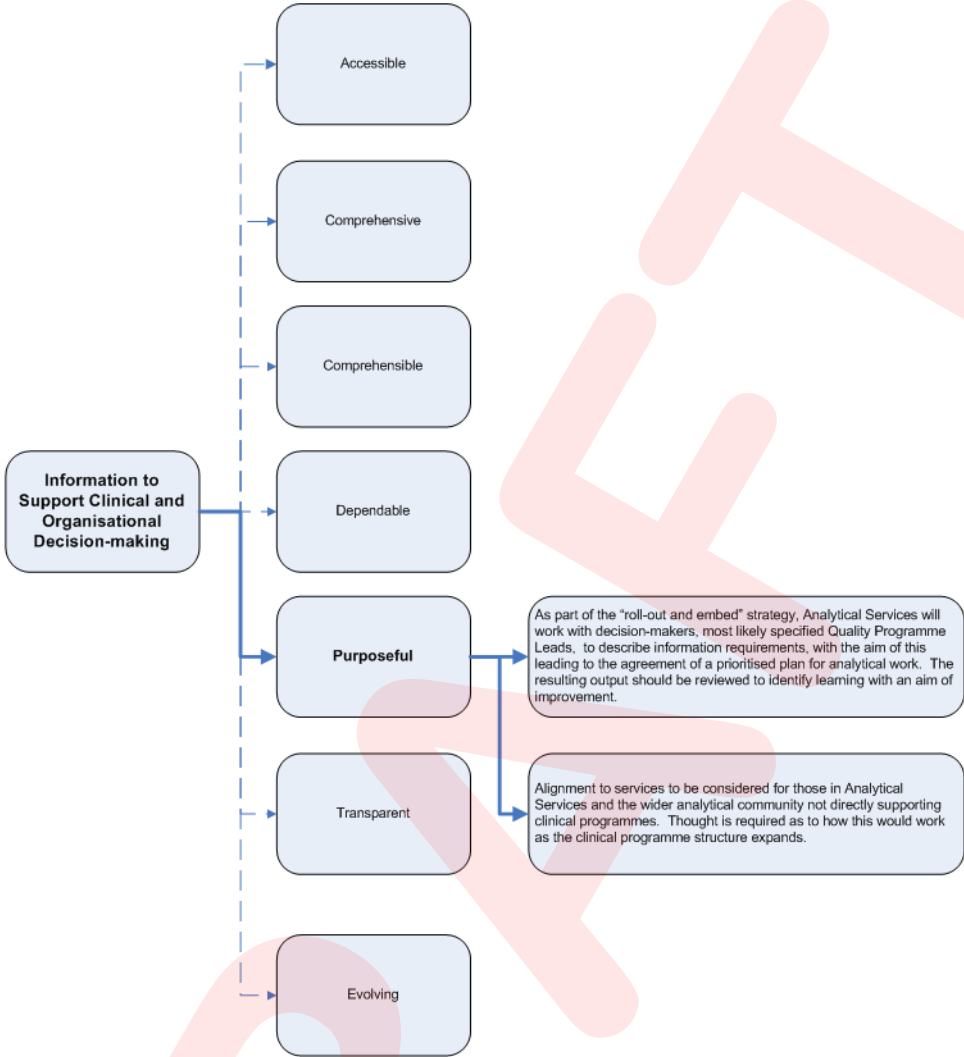 Accessible
Comprehensive
Comprehensible
Information to
Support Clinical and
Organisational
Decision-making
Dependable
Purposeful
As part of the “roll-out and embed” strategy, Analytical Services will
work with decision-makers, most likely specified Quality Programme
Leads,  to describe information requirements, with the aim of this
leading to the agreement of a prioritised plan for analytical work.  The
resulting output should be reviewed to identify learning with an aim of
improvement.
Transparent
Alignment to services to be considered for those in Analytical
Services and the wider analytical community not directly supporting
clinical programmes.  Thought is required as to how this would work
as the clinical programme structure expands.
Evolving